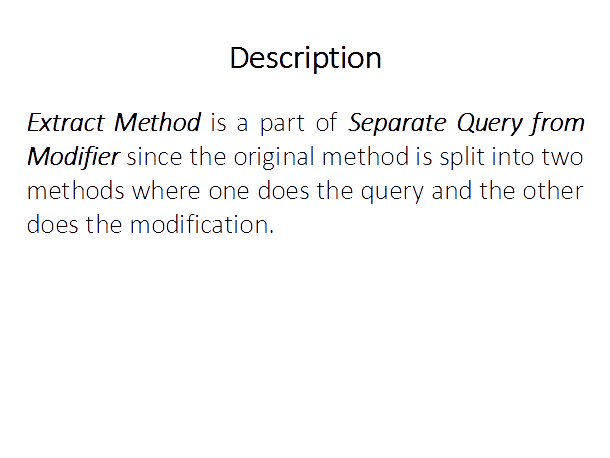 Description
Extract Method is a part of Separate Query from
Modifier since the original method is split into two
methods where one does the query and the other
does the modification.